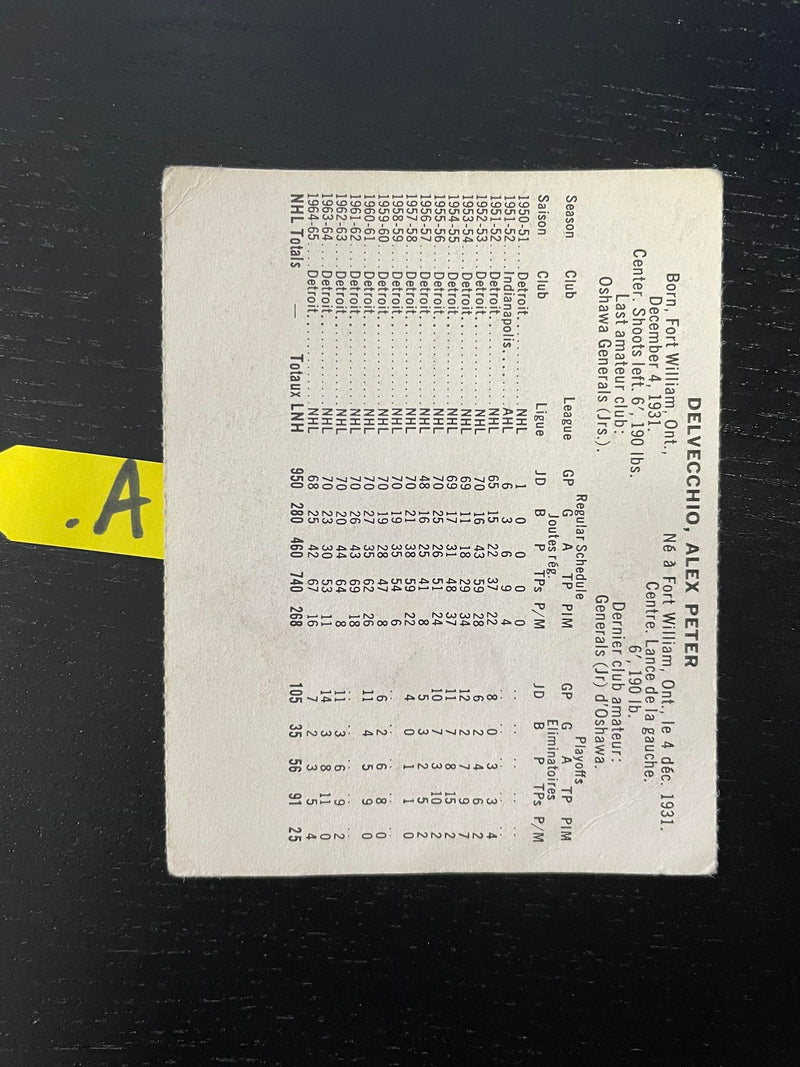 DELVECCHIO, ALEX PETER
Born, Fort William, Ont.,
December 4, 1931.
Center. Shoots left. 6', 190 lbs.
Last amateur club:
Oshawa Generals (Jrs.).
Né à Fort William, Ont., le 4 déc. 1931.
Centre. Lance de la gauche.
6', 190 lb.
Dernier club amateur:
Generals (Jr) d'Oshawa.
Regular Schedule Playoffs
Season Club League GP G A TP PIM GP G A TP PIM
Joutes rég. Eliminatoires
Saison Club Ligue JD B P TPs P/M JD B P TPs P/M
1950-51 Detroit NHL 1 0 0 0 0 .. .. .. .. ..
1951-52 Indianapolis AHL 6 3 6 9 4 .. .. .. .. ..
1951-52 Detroit NHL 65 15 22 37 22 8 0 3 3 4
1952-53 Detroit NHL 70 16 43 59 28 6 2 4 6 2
1953-54 Detroit NHL 69 11 18 29 34 12 2 7 9 7
1954-55 Detroit NHL 69 17 31 48 37 11 7 8 15 2
1955-56 Detroit NHL 70 25 26 51 24 10 7 3 10 2
1956-57 Detroit NHL 48 16 25 41 8 5 3 2 5 2
1957-58 Detroit NHL 70 21 38 59 22 4 0 1 1 0
1958-59 Detroit NHL 70 19 35 54 6 .. .. .. .. ..
1959-60 Detroit NHL 70 19 28 47 8 6 2 6 8 0
1960-61 Detroit NHL 70 27 35 62 26 11 4 5 9 0
1961-62 Detroit NHL 70 26 43 69 18 .. .. .. .. ..
1962-63 Detroit NHL 70 20 44 64 8 11 3 6 9 2
1963-64 Detroit NHL 70 23 30 53 11 14 3 8 11 0
1964-65 Detroit NHL 68 25 42 67 16 7 2 3 5 4
NHL Totals — Totaux LNH 950 280 460 740 268 105 35 56 91 25
.A